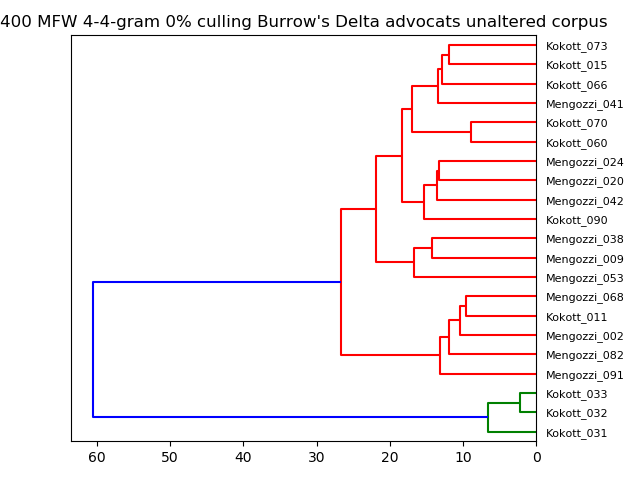 400 MFW 4-4-gram 0% culling Burrow's Delta advocats unaltered corpus
Kokott_073
Kokott_015
Kokott_066
Mengozzi_041
Kokott_070
Kokott_060
Mengozzi_024
Mengozzi_020
Mengozzi_042
Kokott_090
Mengozzi_038
Mengozzi_009
Mengozzi_053
Mengozzi_068
Kokott_011
Mengozzi_002
Mengozzi_082
Mengozzi_091
Kokott_033
Kokott_032
Kokott_031
60 50 40 30 20 10 0